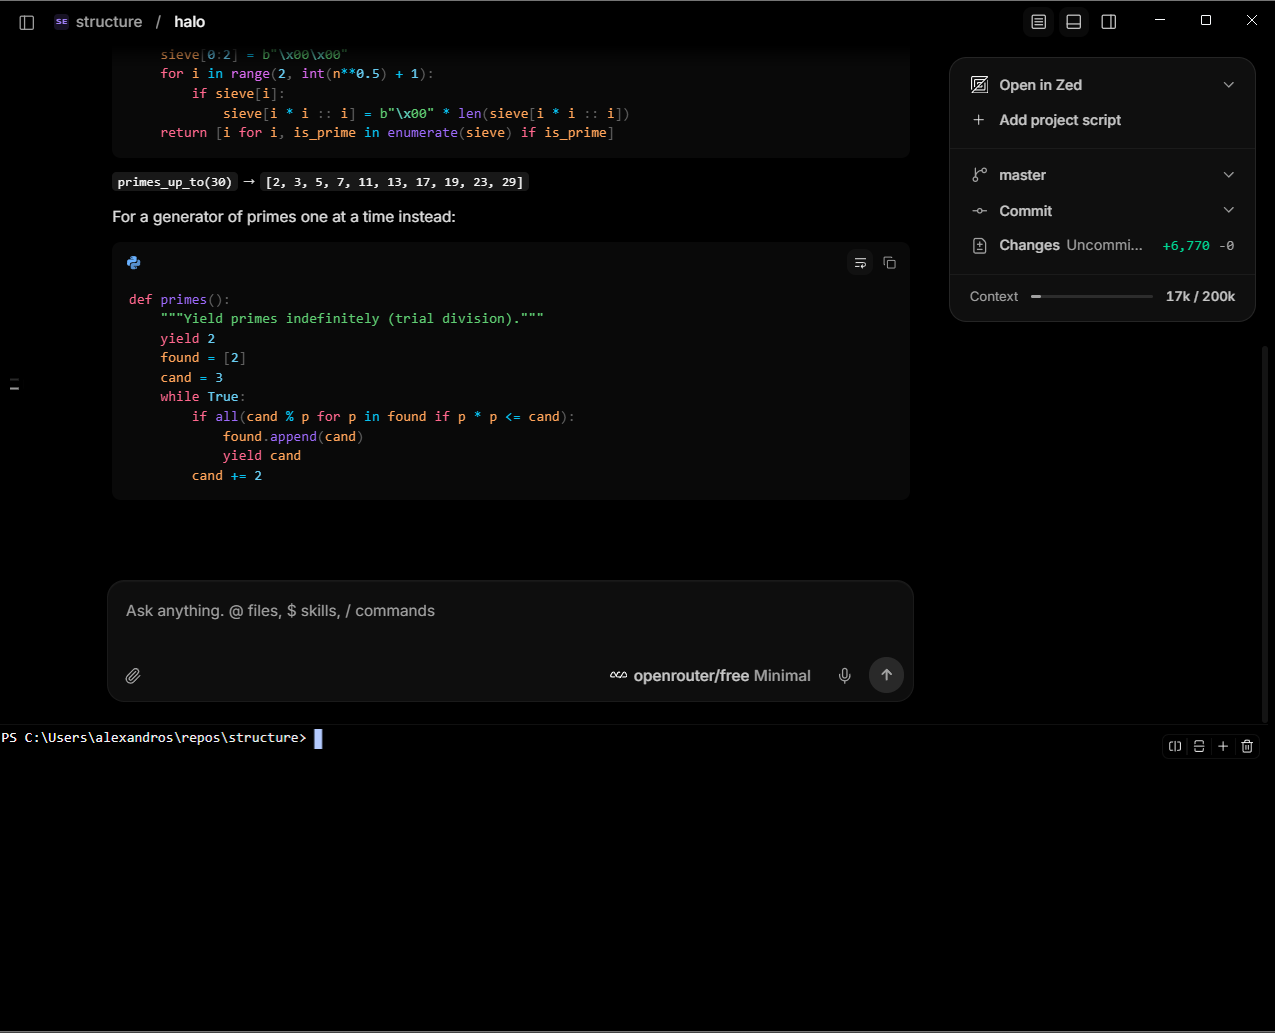 SE structure / halo
sieve[0:2] = b"\x00\x00"
for i in range(2, int(n**0.5) + 1):
if sieve[i]:
sieve[i * i :: i] = b"\x00" * len(sieve[i * i :: i])
return [i for i, is_prime in enumerate(sieve) if is_prime]
primes_up_to(30) → [2, 3, 5, 7, 11, 13, 17, 19, 23, 29]
For a generator of primes one at a time instead:
def primes():
"""Yield primes indefinitely (trial division)."""
yield 2
found = [2]
cand = 3
while True:
if all(cand % p for p in found if p * p <= cand):
found.append(cand)
yield cand
cand += 2
Ask anything. @ files, $ skills, / commands
openrouter/free Minimal
Open in Zed
Add project script
master
Commit
Changes Uncommi... +6,770 -0
Context 17k / 200k
PS C:\Users\alexandros\repos\structure>